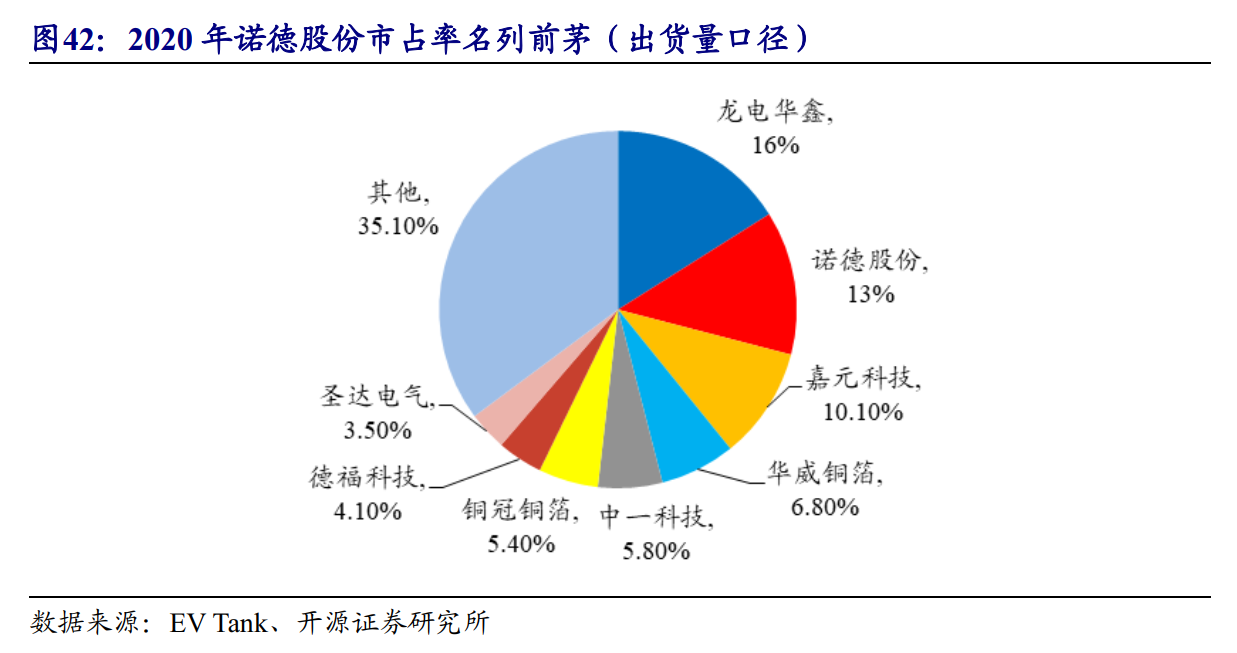 图42：2020 年诺德股份市占率名列前茅（出货量口径）
龙电华鑫,
16%
诺德股份,
13%
嘉元科技,
10.10%
华威铜箔,
6.80%
中一科技,
5.80%
铜冠铜箔,
5.40%
德福科技,
4.10%
圣达电气,
3.50%
其他,
35.10%
数据来源：EV Tank、开源证券研究所